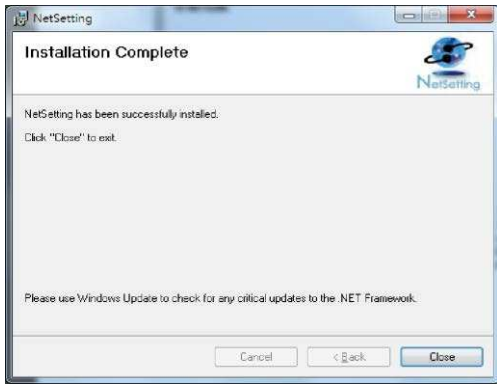 NetSetting
Installation Complete
NetSetting
NetSetting has been successfully installed.
Click "Close" to exit.
Please use Windows Update to check for any critical updates to the .NET Framework.
Cancel
< Back
Close